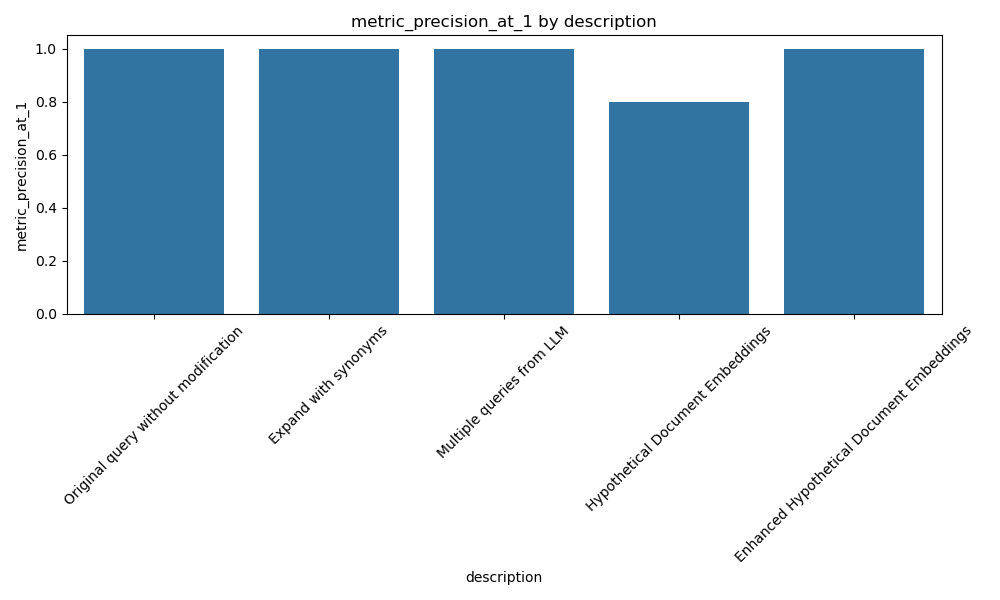 metric_precision_at_1 by description
metric_precision_at_1
1.0
0.8
0.6
0.4
0.2
0.0
Original query without modification
Expand with synonyms
Multiple queries from LLM
Hypothetical Document Embeddings
Enhanced Hypothetical Document Embeddings
description